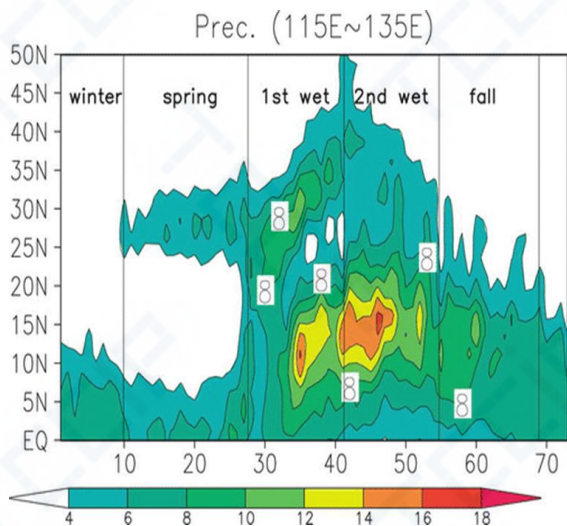 Prec. (115E~135E)
50N
45N
winter spring 1st wet 2nd wet fall
40N
35N
30N
8
25N
8
20N
8
8
15N
10N
5N
8
8
EQ
10 20 30 40 50 60 70
4 6 8 10 12 14 16 18